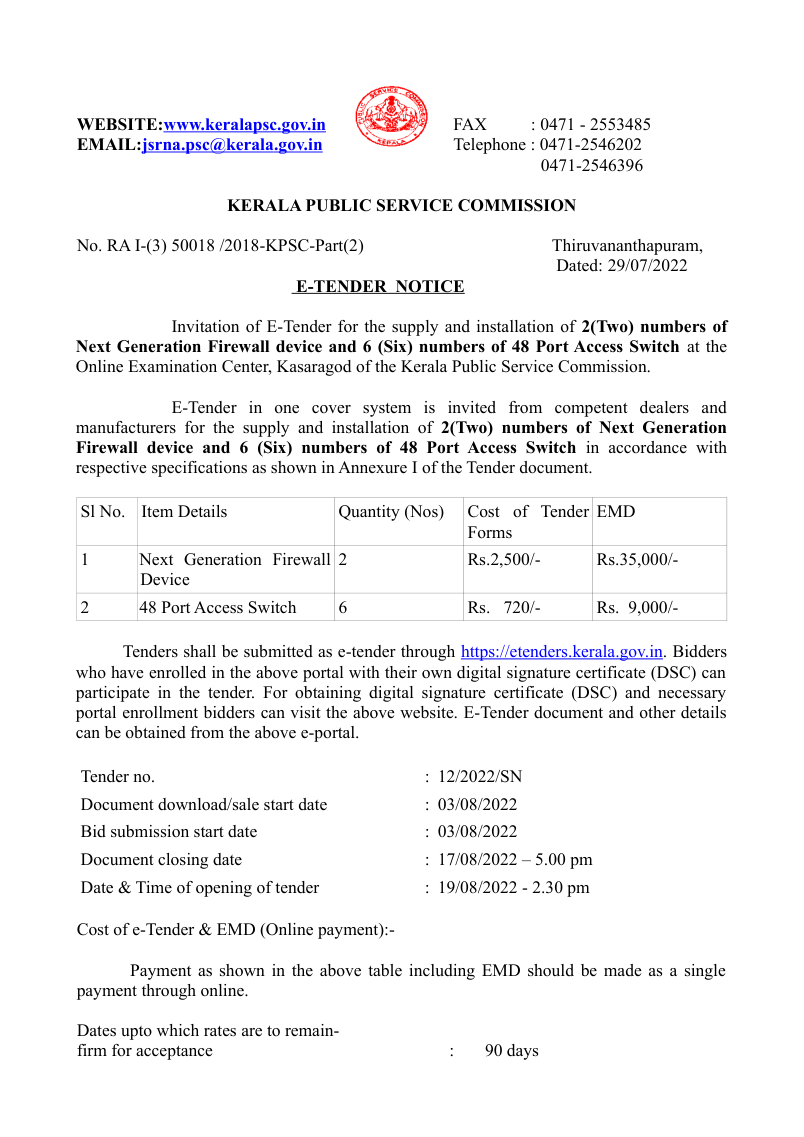 WEBSITE:www.keralapsc.gov.in
EMAIL:jsrna.psc@kerala.gov.in
PUBLIC SERVICE COMMISSION
KERALA
FAX : 0471 - 2553485
Telephone : 0471-2546202
0471-2546396
KERALA PUBLIC SERVICE COMMISSION
No. RA I-(3) 50018 /2018-KPSC-Part(2)
Thiruvananthapuram,
Dated: 29/07/2022
E-TENDER NOTICE
Invitation of E-Tender for the supply and installation of 2(Two) numbers of
Next Generation Firewall device and 6 (Six) numbers of 48 Port Access Switch at the
Online Examination Center, Kasaragod of the Kerala Public Service Commission.
E-Tender in one cover system is invited from competent dealers and
manufacturers for the supply and installation of 2(Two) numbers of Next Generation
Firewall device and 6 (Six) numbers of 48 Port Access Switch in accordance with
respective specifications as shown in Annexure I of the Tender document.
Sl No. Item Details Quantity (Nos) Cost of Tender Forms EMD
1 Next Generation Firewall Device 2 Rs.2,500/- Rs.35,000/-
2 48 Port Access Switch 6 Rs. 720/- Rs. 9,000/-
Tenders shall be submitted as e-tender through https://etenders.kerala.gov.in. Bidders
who have enrolled in the above portal with their own digital signature certificate (DSC) can
participate in the tender. For obtaining digital signature certificate (DSC) and necessary
portal enrollment bidders can visit the above website. E-Tender document and other details
can be obtained from the above e-portal.
Tender no. : 12/2022/SN
Document download/sale start date : 03/08/2022
Bid submission start date : 03/08/2022
Document closing date : 17/08/2022 – 5.00 pm
Date & Time of opening of tender : 19/08/2022 - 2.30 pm
Cost of e-Tender & EMD (Online payment):-
Payment as shown in the above table including EMD should be made as a single
payment through online.
Dates upto which rates are to remain-
firm for acceptance : 90 days